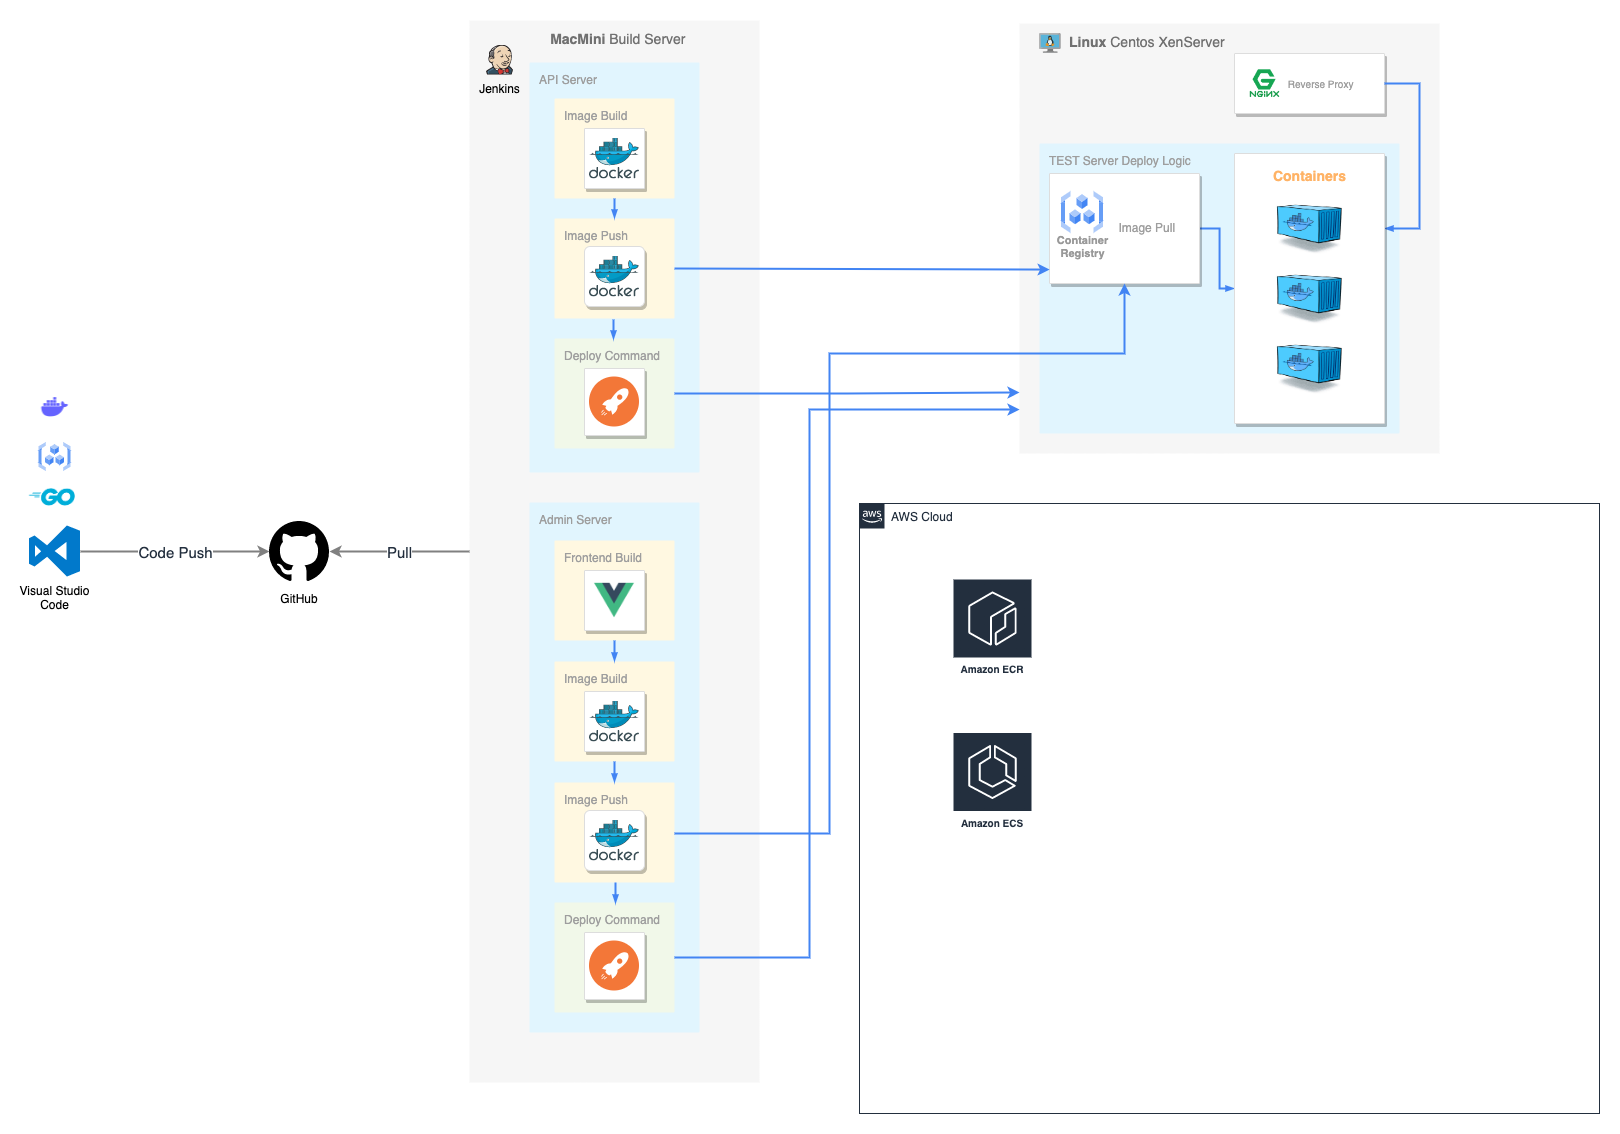 MacMini Build Server
Jenkins
API Server
Image Build
docker
Image Push
docker
Deploy Command
GO
Visual Studio
Code
Code Push
GitHub
Pull
Admin Server
Frontend Build
Image Build
docker
Image Push
docker
Deploy Command
Linux Centos XenServer
NGINX
Reverse Proxy
TEST Server Deploy Logic
Container
Registry
Image Pull
Containers
aws
AWS Cloud
Amazon ECR
Amazon ECS